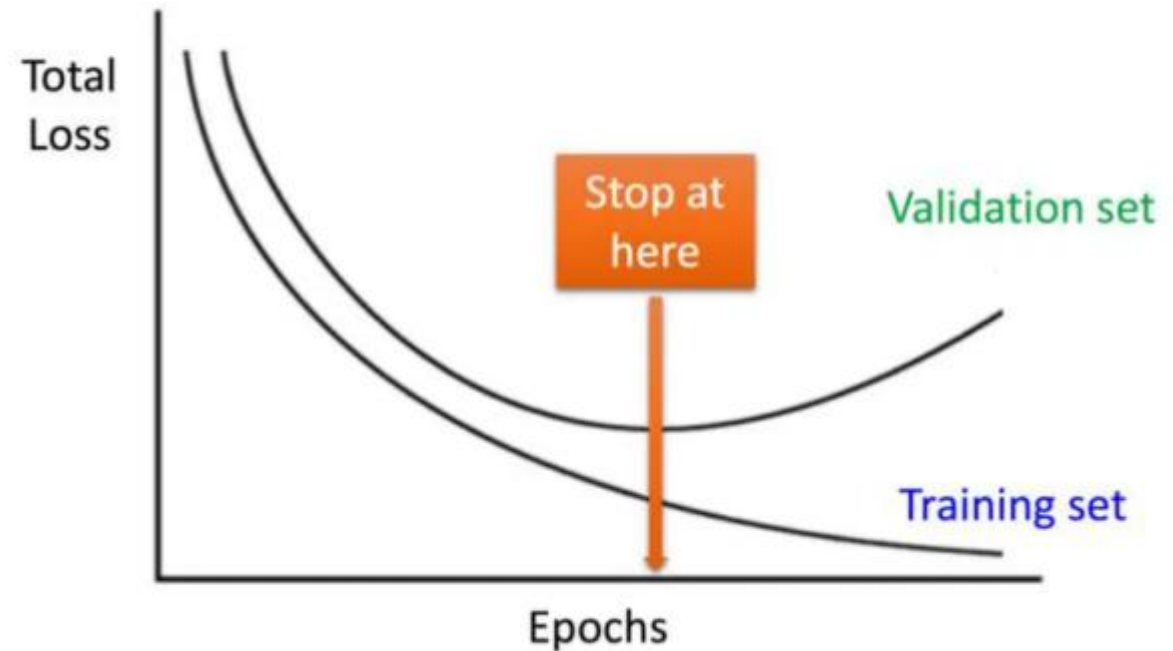 Total
Loss
Stop at
here
Validation set
Training set
Epochs